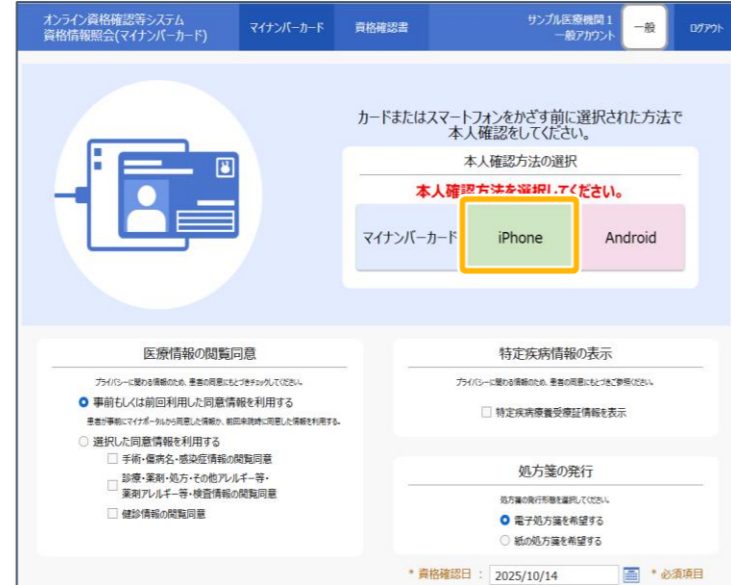 オンライン資格確認等システム
資格情報照会(マイナンバーカード)
マイナンバーカード
資格確認書
サンプル医療機関1
一般アカウント
一般
ログアウト
カードまたはスマートフォンをかざす前に選択された方法で
本人確認をしてください。
本人確認方法の選択
本人確認方法を選択してください。
マイナンバーカード
iPhone
Android
医療情報の閲覧同意
プライバシーに関わる情報のため、患者の同意にもとづきチェックしてください。
事前もしくは前回利用した同意情報を利用する
患者が事前にマイナポータルから同意した情報か、前回来院時に同意した情報を利用する。
選択した同意情報を利用する
手術・傷病名・感染症情報の閲覧同意
診療・薬剤・処方・その他アレルギー等・
薬剤アレルギー等・検査情報の閲覧同意
健診情報の閲覧同意
特定疾病情報の表示
プライバシーに関わる情報のため、患者の同意にもとづきご参照ください。
特定疾病療養受療証情報を表示
処方箋の発行
処方箋の発行形態を選択してください。
電子処方箋を希望する
紙の処方箋を希望する
* 資格確認日 : 2025/10/14
* 必須項目